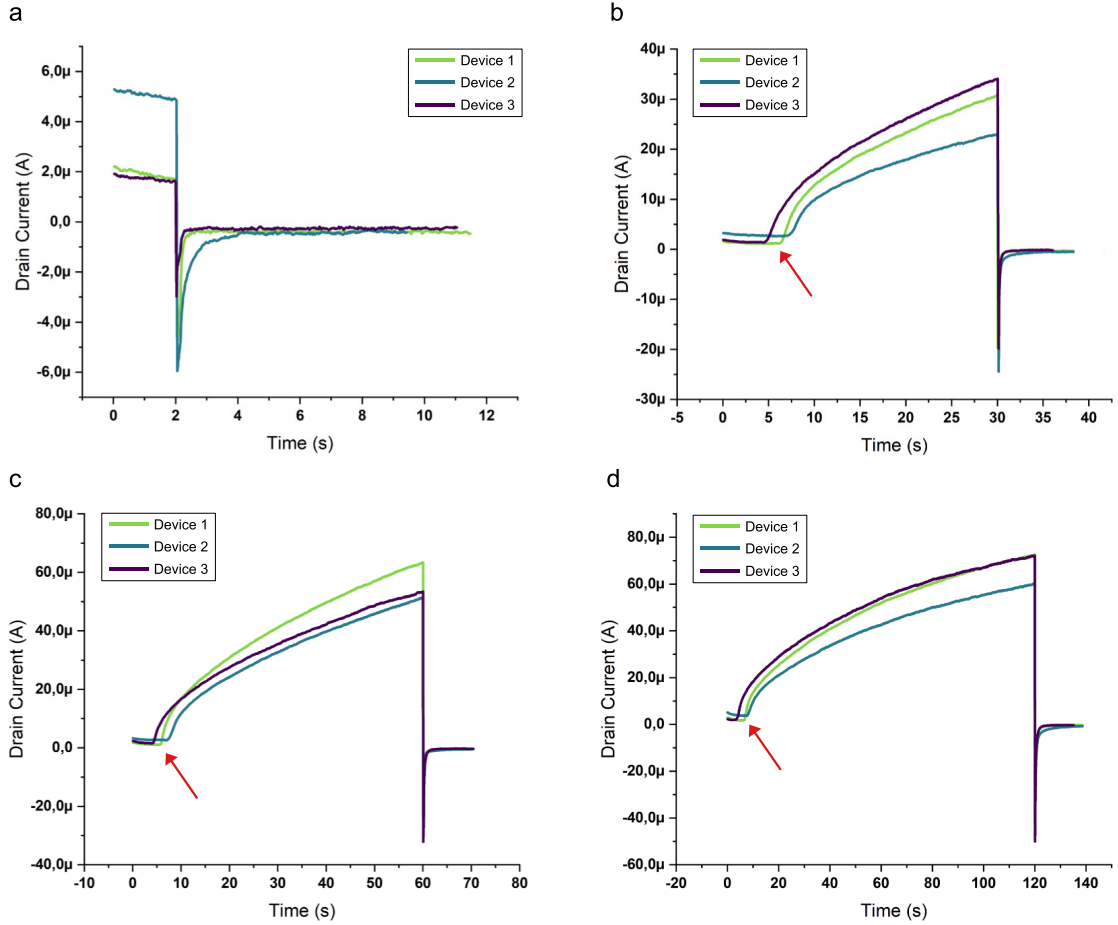 a
6,0µ
4,0µ
2,0µ
0,0
-2,0µ
-4,0µ
-6,0µ
Drain Current (A)
0 2 4 6 8 10 12
Time (s)
Device 1
Device 2
Device 3
b
40µ
30µ
20µ
10µ
0
-10µ
-20µ
-30µ
Drain Current (A)
-5 0 5 10 15 20 25 30 35 40
Time (s)
Device 1
Device 2
Device 3
c
80,0µ
60,0µ
40,0µ
20,0µ
0,0
-20,0µ
-40,0µ
Drain Current (A)
-10 0 10 20 30 40 50 60 70 80
Time (s)
Device 1
Device 2
Device 3
d
80,0µ
60,0µ
40,0µ
20,0µ
0,0
-20,0µ
-40,0µ
-60,0µ
Drain Current (A)
-20 0 20 40 60 80 100 120 140
Time (s)
Device 1
Device 2
Device 3